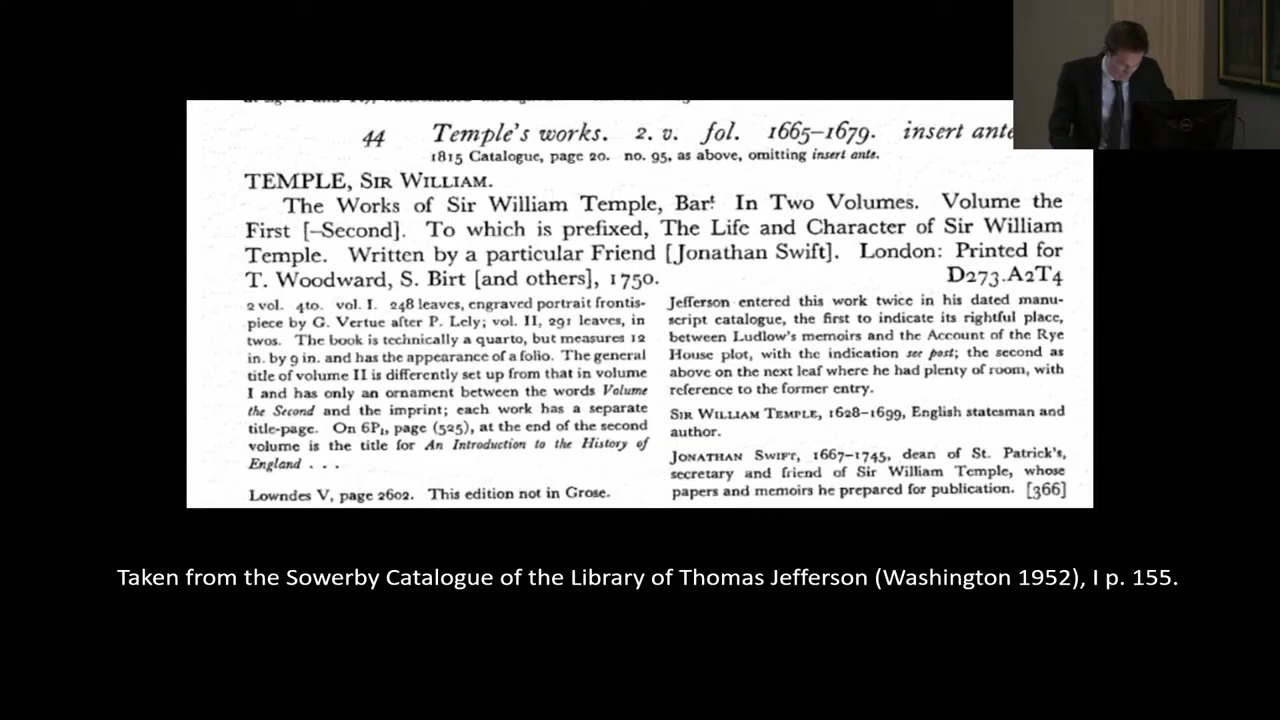 44 Temple's works. 2. v. fol. 1665–1679. insert ante
1815 Catalogue, page 20. no. 95, as above, omitting insert ante.
TEMPLE, SIR WILLIAM.
The Works of Sir William Temple, Barᵗ In Two Volumes. Volume the
First [–Second]. To which is prefixed, The Life and Character of Sir William
Temple. Written by a particular Friend [Jonathan Swift]. London: Printed for
T. Woodward, S. Birt [and others], 1750. D273.A2T4
2 vol. 4to. vol. I. 248 leaves, engraved portrait frontis-
piece by G. Vertue after P. Lely; vol. II, 291 leaves, in
twos. The book is technically a quarto, but measures 12
in. by 9 in. and has the appearance of a folio. The general
title of volume II is differently set up from that in volume
I and has only an ornament between the words Volume
the Second and the imprint; each work has a separate
title-page. On 6P₁, page (525), at the end of the second
volume is the title for An Introduction to the History of
England . . .
Lowndes V, page 2602. This edition not in Grose.
Jefferson entered this work twice in his dated manu-
script catalogue, the first to indicate its rightful place,
between Ludlow's memoirs and the Account of the Rye
House plot, with the indication see post; the second as
above on the next leaf where he had plenty of room, with
reference to the former entry.
SIR WILLIAM TEMPLE, 1628–1699, English statesman and
author.
JONATHAN SWIFT, 1667–1745, dean of St. Patrick's,
secretary and friend of Sir William Temple, whose
papers and memoirs he prepared for publication. [366]
Taken from the Sowerby Catalogue of the Library of Thomas Jefferson (Washington 1952), I p. 155.